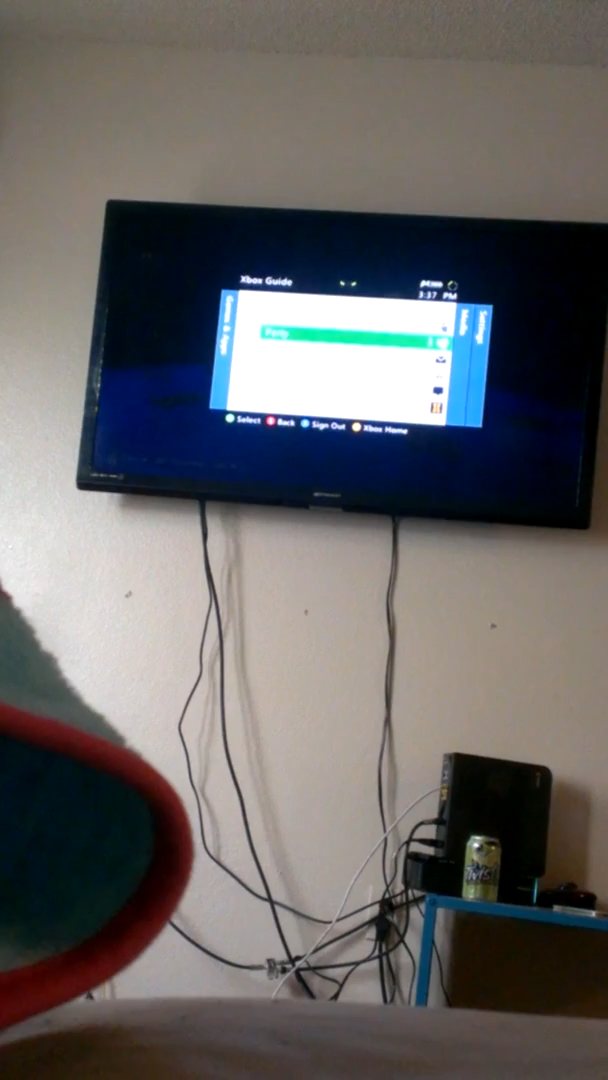 Xbox Guide
3:37 PM
Games & Apps
Party
Media
Settings
Select Back Sign Out Xbox Home